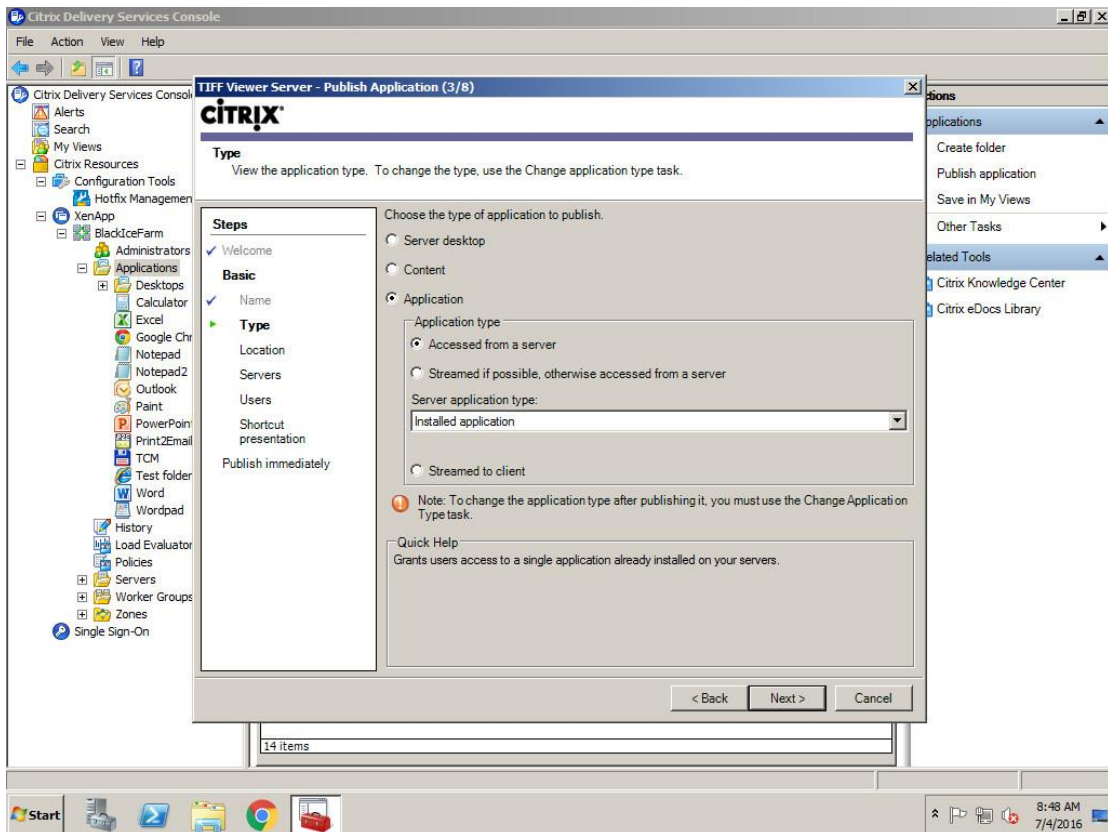 Citrix Delivery Services Console
File Action View Help
Citrix Delivery Services Consol
Alerts
Search
My Views
Citrix Resources
Configuration Tools
Hotfix Managemen
XenApp
BlackIceFarm
Administrators
Applications
Desktops
Calculator
Excel
Google Chr
Notepad
Notepad2
Outlook
Paint
PowerPoin
Print2Email
TCM
Test folder
Word
Wordpad
History
Load Evaluator
Policies
Servers
Worker Groups
Zones
Single Sign-On
TIFF Viewer Server - Publish Application (3/8)
CITRIX
Type
View the application type. To change the type, use the Change application type task.
Steps
Welcome
Basic
Name
Type
Location
Servers
Users
Shortcut
presentation
Publish immediately
Choose the type of application to publish.
Server desktop
Content
Application
Application type
Accessed from a server
Streamed if possible, otherwise accessed from a server
Server application type:
Installed application
Streamed to client
Note: To change the application type after publishing it, you must use the Change Application
Type task.
Quick Help
Grants users access to a single application already installed on your servers.
< Back
Next >
Cancel
14 items
ctions
pplications
Create folder
Publish application
Save in My Views
Other Tasks
elated Tools
Citrix Knowledge Center
Citrix eDocs Library
Start
8:48 AM
7/4/2016